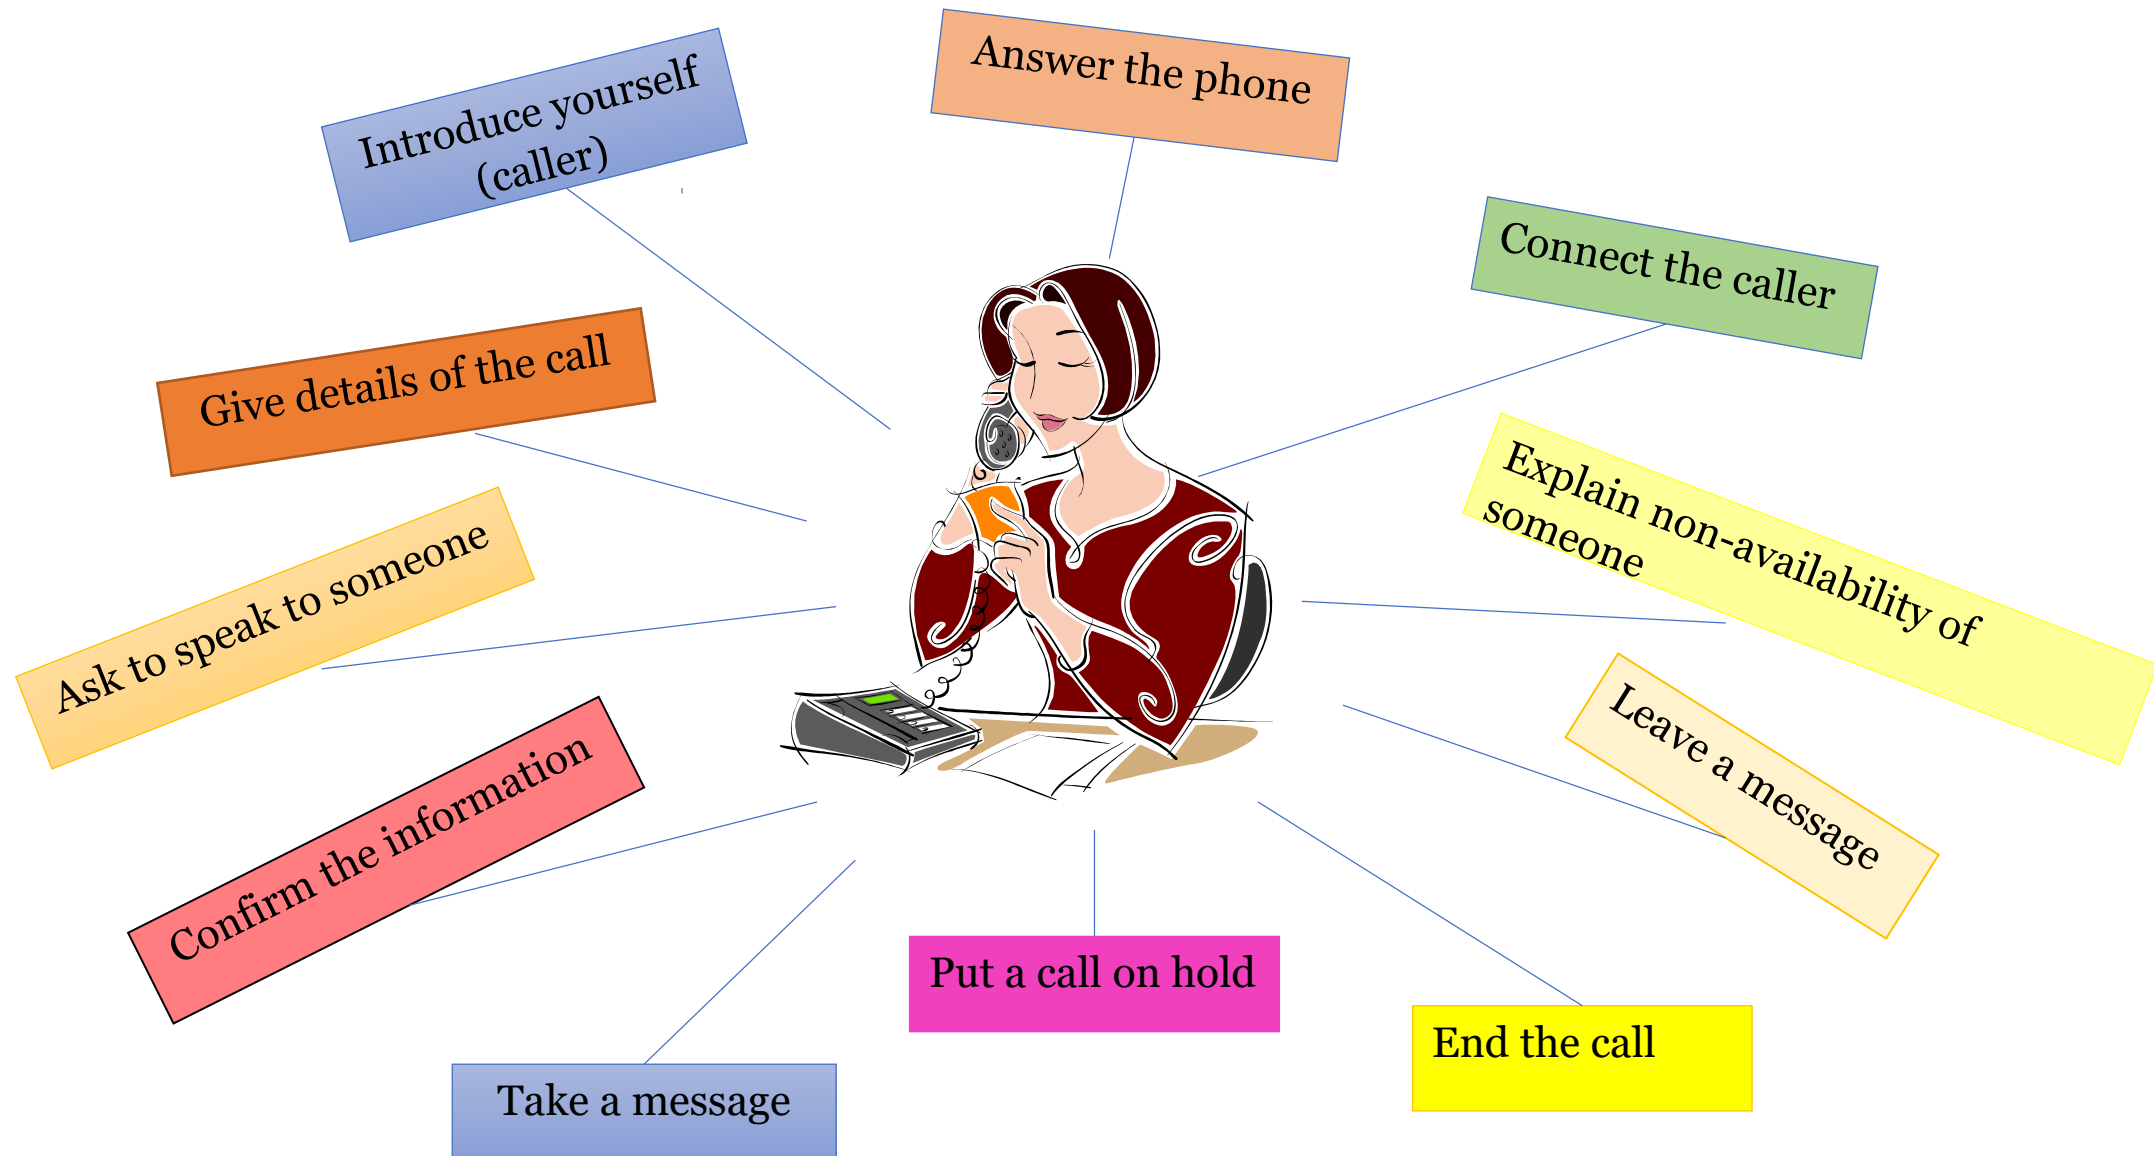 Introduce yourself
(caller)
Answer the phone
Connect the caller
Give details of the call
Explain non-availability of
someone
Ask to speak to someone
Leave a message
Confirm the information
Put a call on hold
End the call
Take a message